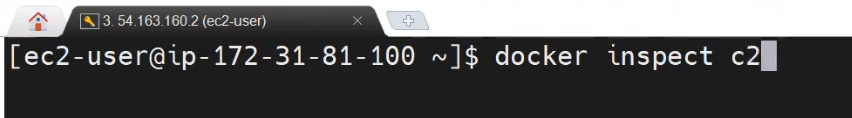 3. 54.163.160.2 (ec2-user)
[ec2-user@ip-172-31-81-100 ~]$ docker inspect c2